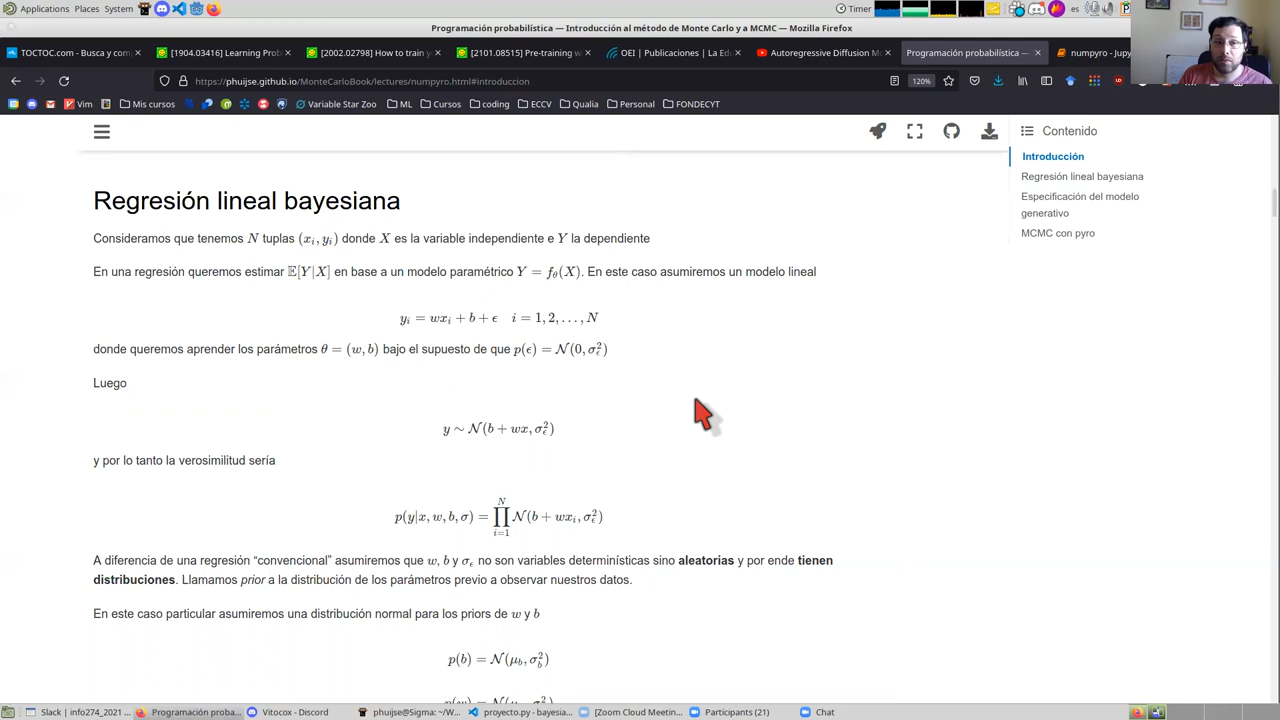 Applications Places System Timer es
Programación probabilística — Introducción al método de Monte Carlo y a MCMC — Mozilla Firefox
TOCTOC.com - Busca y com [1904.03416] Learning Prob [2002.02798] How to train y [2101.08515] Training w OEI | Publicaciones | La Edu Autoregressive Diffusion Mo Programación probabilística — numpyro - Jup
https://phuijse.github.io/MonteCarloBook/lectures/numpyro.html#introduccion 120%
Vim Mis cursos Variable Star Zoo ML Cursos coding ECCV Qualia Personal FONDECYT
Contenido
Introducción
Regresión lineal bayesiana
Especificación del modelo
generativo
MCMC con pyro
Regresión lineal bayesiana
Consideramos que tenemos N tuplas (x_i, y_i) donde X es la variable independiente e Y la dependiente
En una regresión queremos estimar 𝔼[Y|X] en base a un modelo paramétrico Y = f_θ(X). En este caso asumiremos un modelo lineal
y_i = wx_i + b + ϵ i = 1, 2, …, N
donde queremos aprender los parámetros θ = (w, b) bajo el supuesto de que p(ϵ) = 𝒩(0, σ_ϵ^2)
Luego
y ∼ 𝒩(b + wx, σ_ϵ^2)
y por lo tanto la verosimilitud sería
p(y|x, w, b, σ) = ∏_{i=1}^{N} 𝒩(b + wx_i, σ_ϵ^2)
A diferencia de una regresión “convencional” asumiremos que w, b y σ_ϵ no son variables determinísticas sino aleatorias y por ende tienen
distribuciones. Llamamos prior a la distribución de los parámetros previo a observar nuestros datos.
En este caso particular asumiremos una distribución normal para los priors de w y b
p(b) = 𝒩(μ_b, σ_b^2)
Slack | info274_2021 ... Programación proba... Vitocox - Discord phuijse@Sigma: ~/W... proyecto.py - bayesia... [Zoom Cloud Meetin... Participants (21) Chat